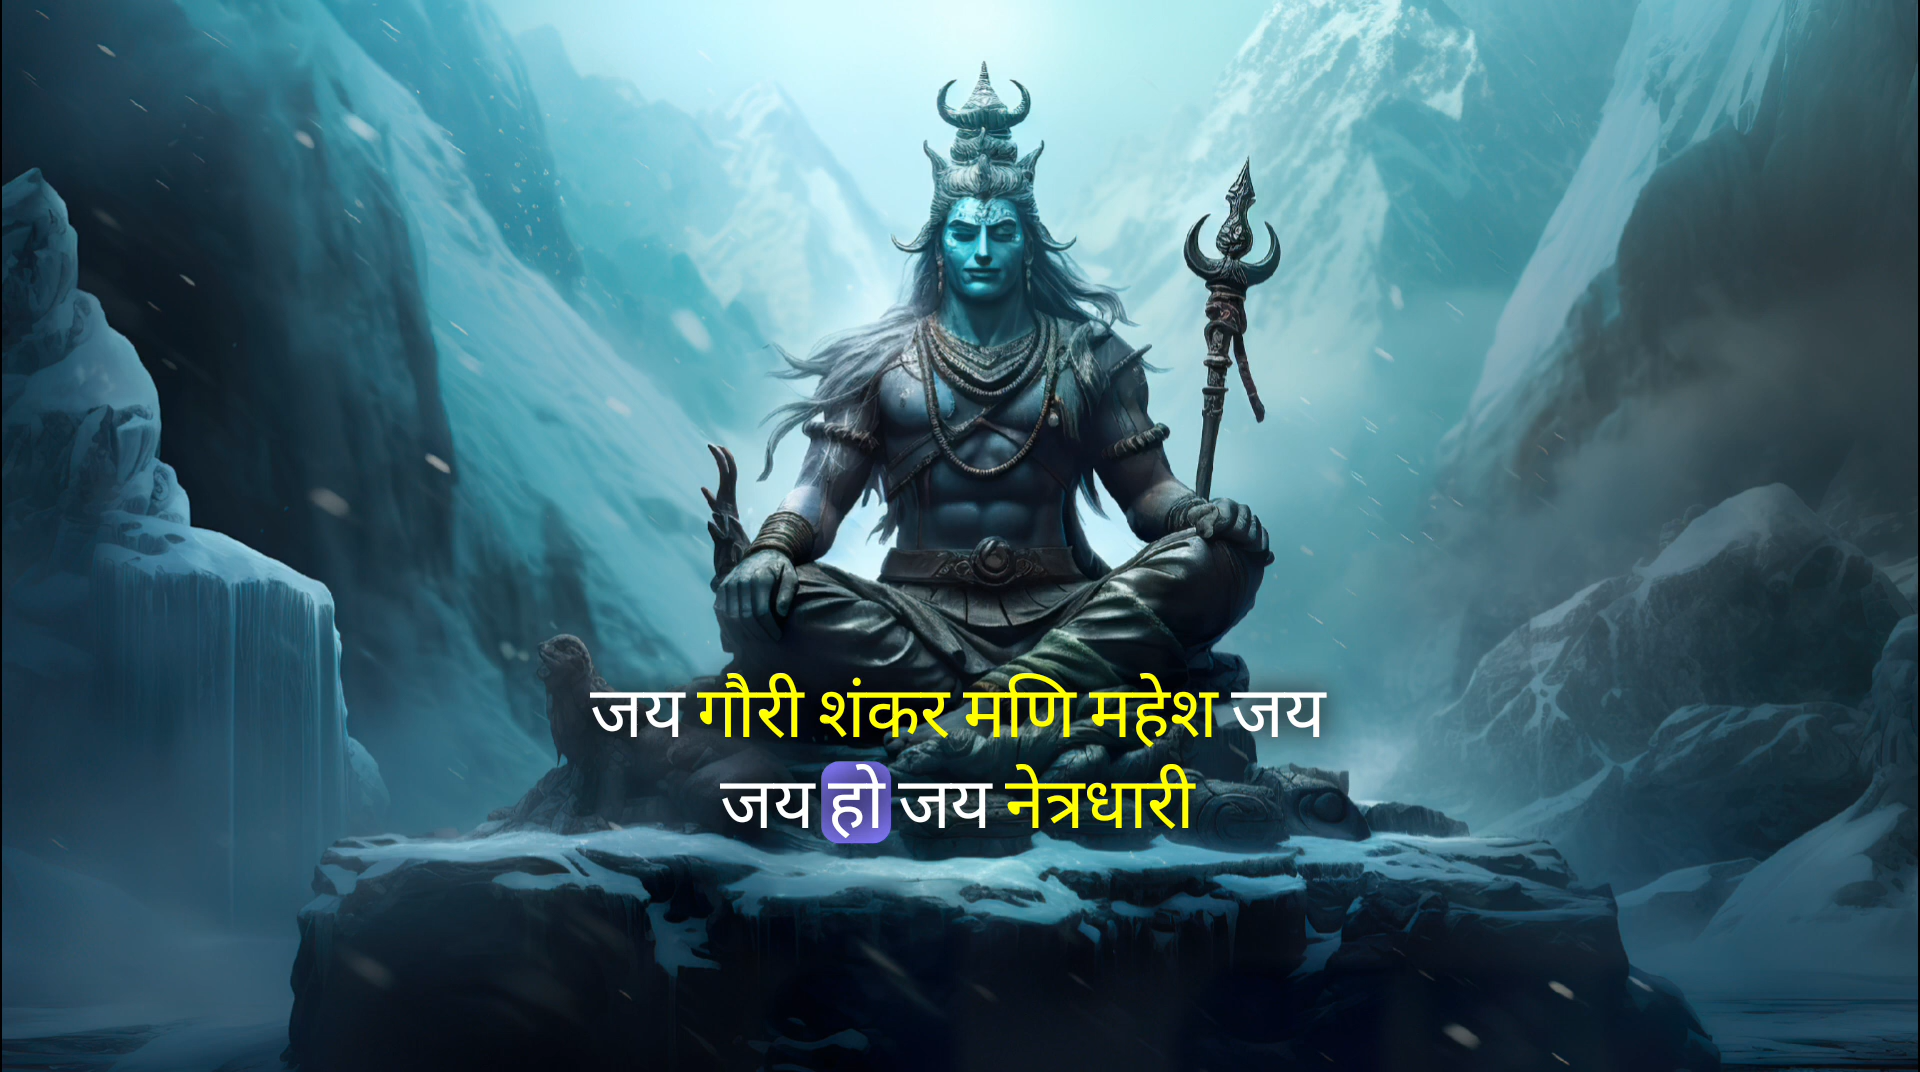 जय गौरी शंकर मणि महेश जय
जय हो जय नेत्रधारी